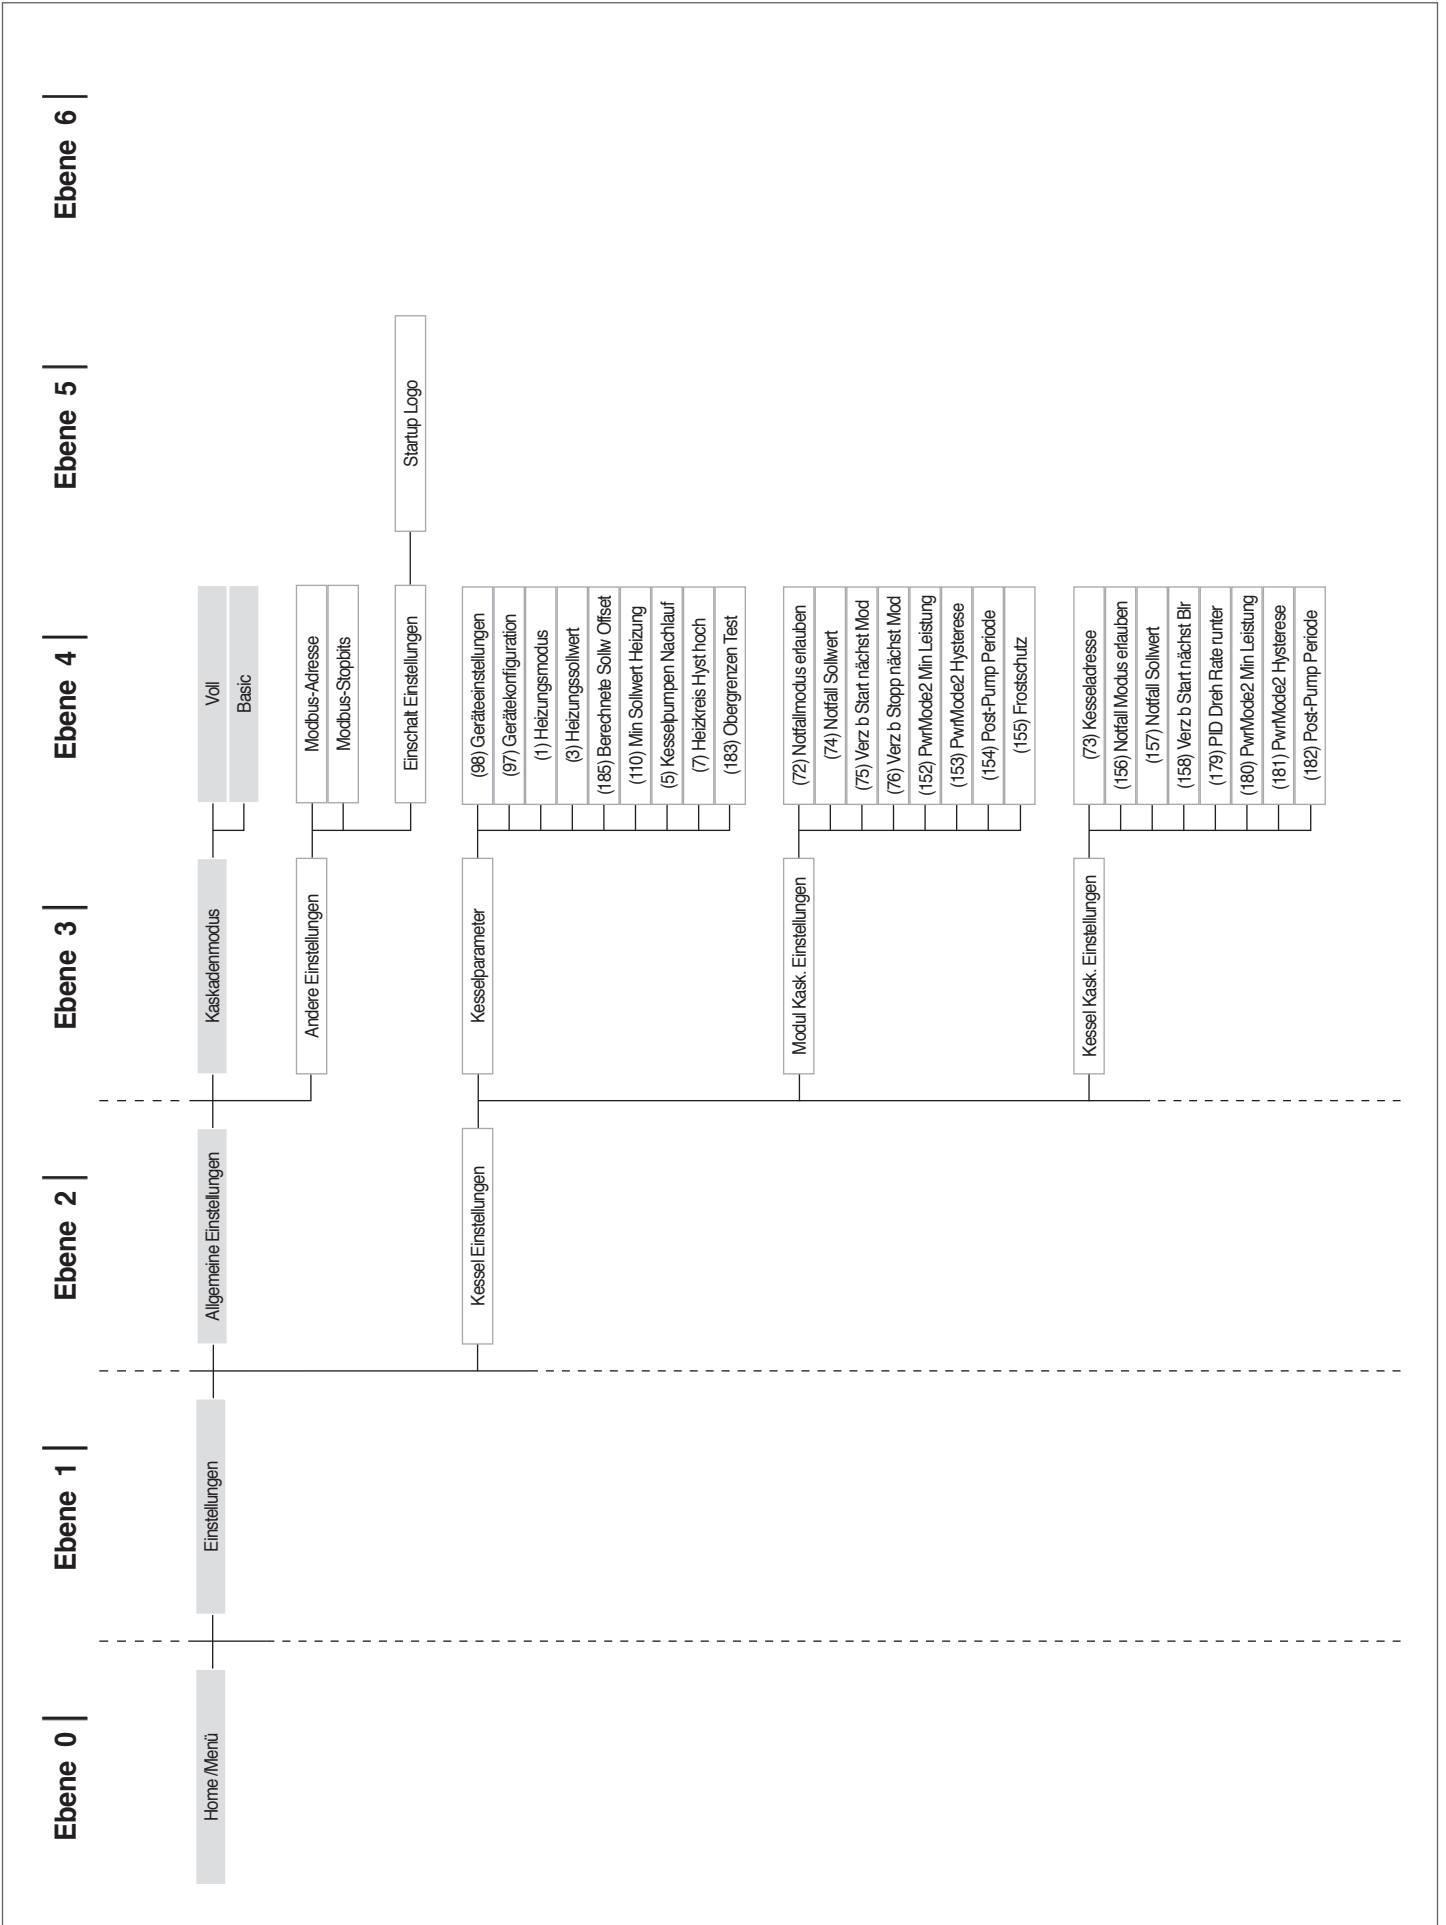 Ebene 0
Ebene 1
Ebene 2
Ebene 3
Ebene 4
Ebene 5
Ebene 6
Home /Menü
Einstellungen
Allgemeine Einstellungen
Kaskadenmodus
Voll
Basic
Andere Einstellungen
Modbus-Adresse
Modbus-Stopbits
Einschalt Einstellungen
Startup Logo
Kessel Einstellungen
Kesselparameter
(98) Geräteeinstellungen
(97) Gerätekonfiguration
(1) Heizungsmodus
(3) Heizungssollwert
(185) Berechnete Sollw Offset
(110) Min Sollwert Heizung
(5) Kesselpumpen Nachlauf
(7) Heizkreis Hyst hoch
(183) Obergrenzen Test
Modul Kask. Einstellungen
(72) Notfallmodus erlauben
(74) Notfall Sollwert
(75) Verz b Start nächst Mod
(76) Verz b Stopp nächst Mod
(152) PwrMode2 Min Leistung
(153) PwrMode2 Hysterese
(154) Post-Pump Periode
(155) Frostschutz
Kessel Kask. Einstellungen
(73) Kesseladresse
(156) Notfall Modus erlauben
(157) Notfall Sollwert
(158) Verz b Start nächst Blr
(179) PID Dreh Rate runter
(180) PwrMode2 Min Leistung
(181) PwrMode2 Hysterese
(182) Post-Pump Periode